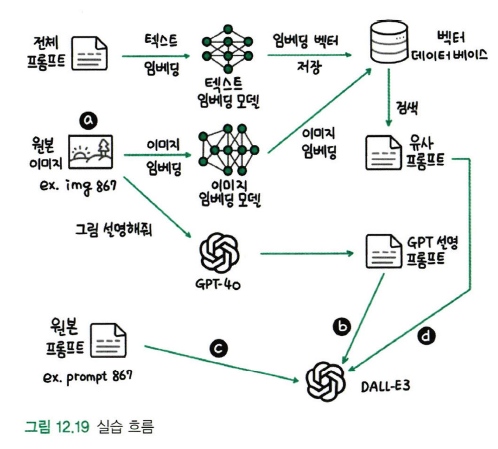 전체
프롬프트
텍스트
임베딩
텍스트
임베딩 모델
임베딩 벡터
저장
벡터
데이터 베이스
검색
a
원본
이미지
ex. img 867
이미지
임베딩
이미지
임베딩 모델
이미지
임베딩
유사
프롬프트
그림 설명해줘
GPT-4o
GPT 설명
프롬프트
b
d
원본
프롬프트
ex. prompt 867
c
DALL-E3
그림 12.19 실습 흐름